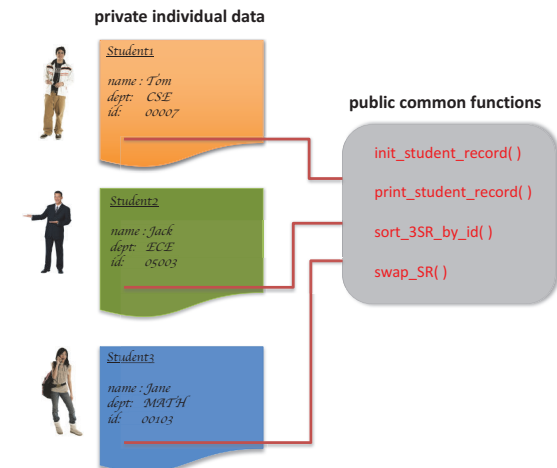 private individual data
Student1
name : Tom
dept: CSE
id: 00007
Student2
name : Jack
dept: ECE
id: 05003
Student3
name : Jane
dept: MATH
id: 00103
public common functions
init_student_record( )
print_student_record( )
sort_3SR_by_id( )
swap_SR( )